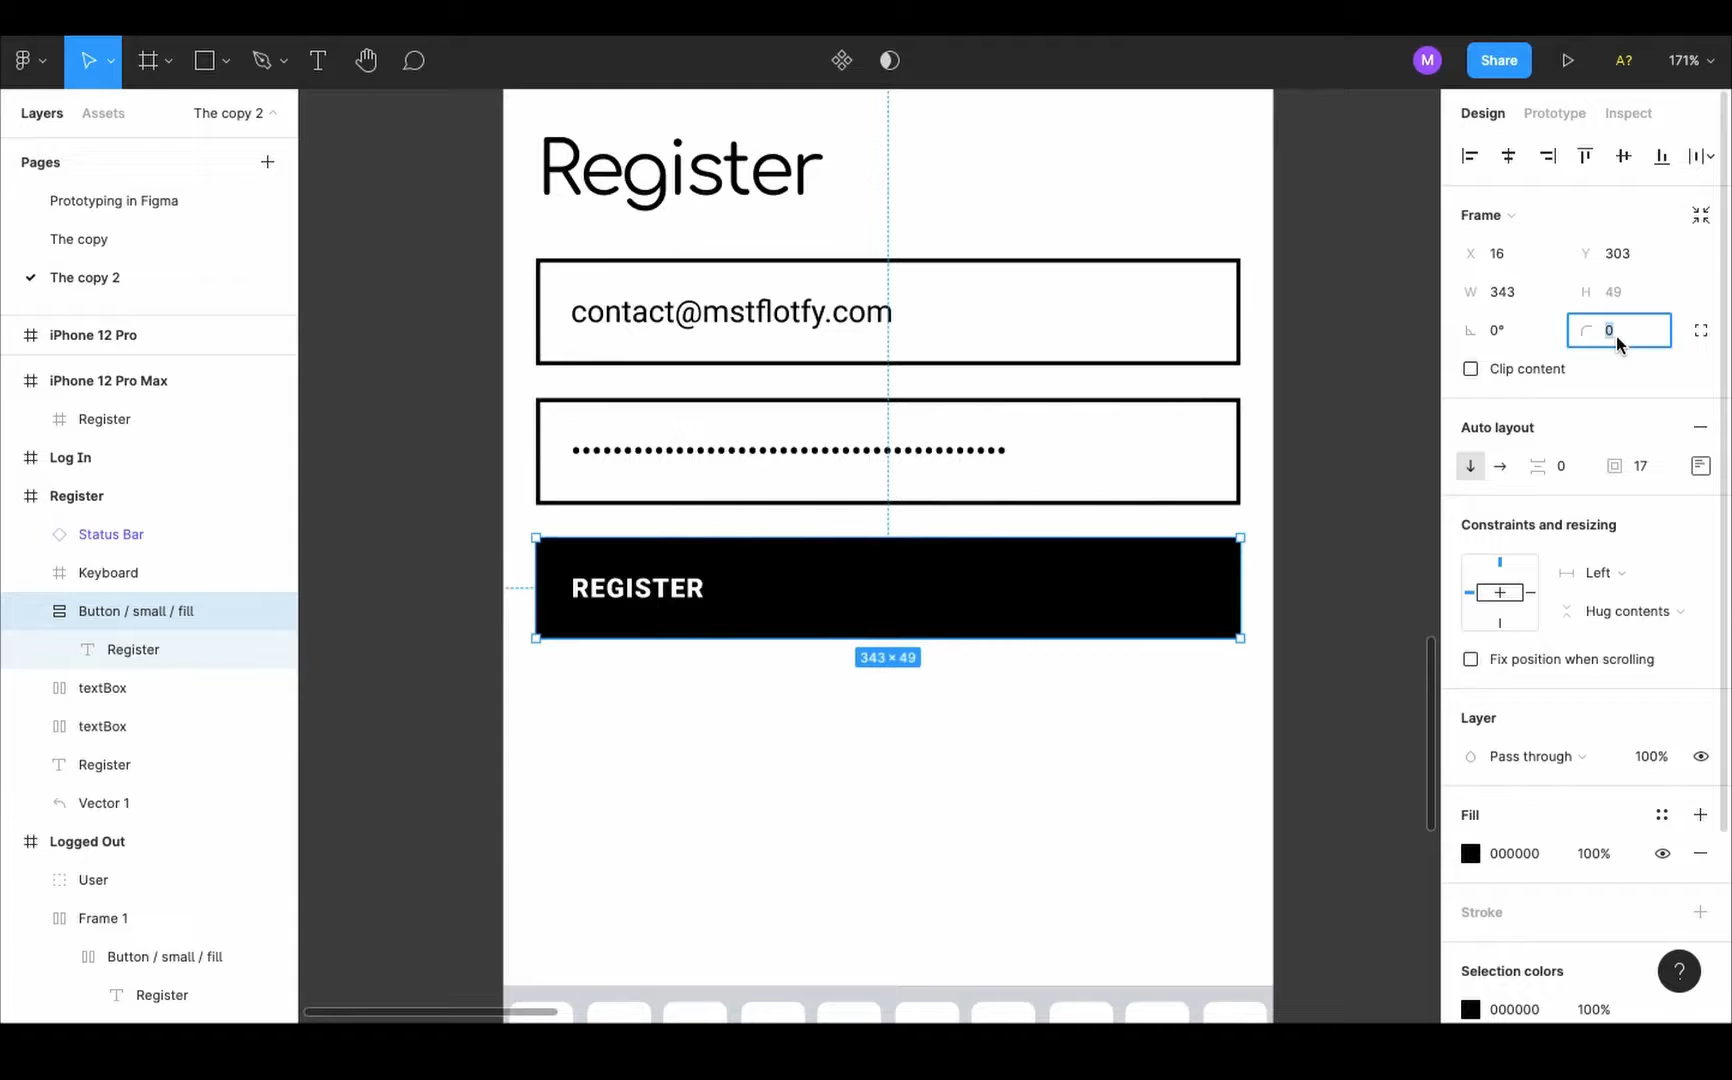 M
Share
A?
171%
Layers
Assets
The copy 2
Pages
Prototyping in Figma
The copy
The copy 2
iPhone 12 Pro
iPhone 12 Pro Max
Register
Log In
Register
Status Bar
Keyboard
Button / small / fill
Register
textBox
textBox
Register
Vector 1
Logged Out
User
Frame 1
Button / small / fill
Register
Register
contact@mstflotfy.com
REGISTER
343 × 49
Design
Prototype
Inspect
Frame
X 16
Y 303
W 343
H 49
0°
0
Clip content
Auto layout
0
17
Constraints and resizing
Left
Hug contents
Fix position when scrolling
Layer
Pass through
100%
Fill
000000
100%
Stroke
Selection colors
?
000000
100%